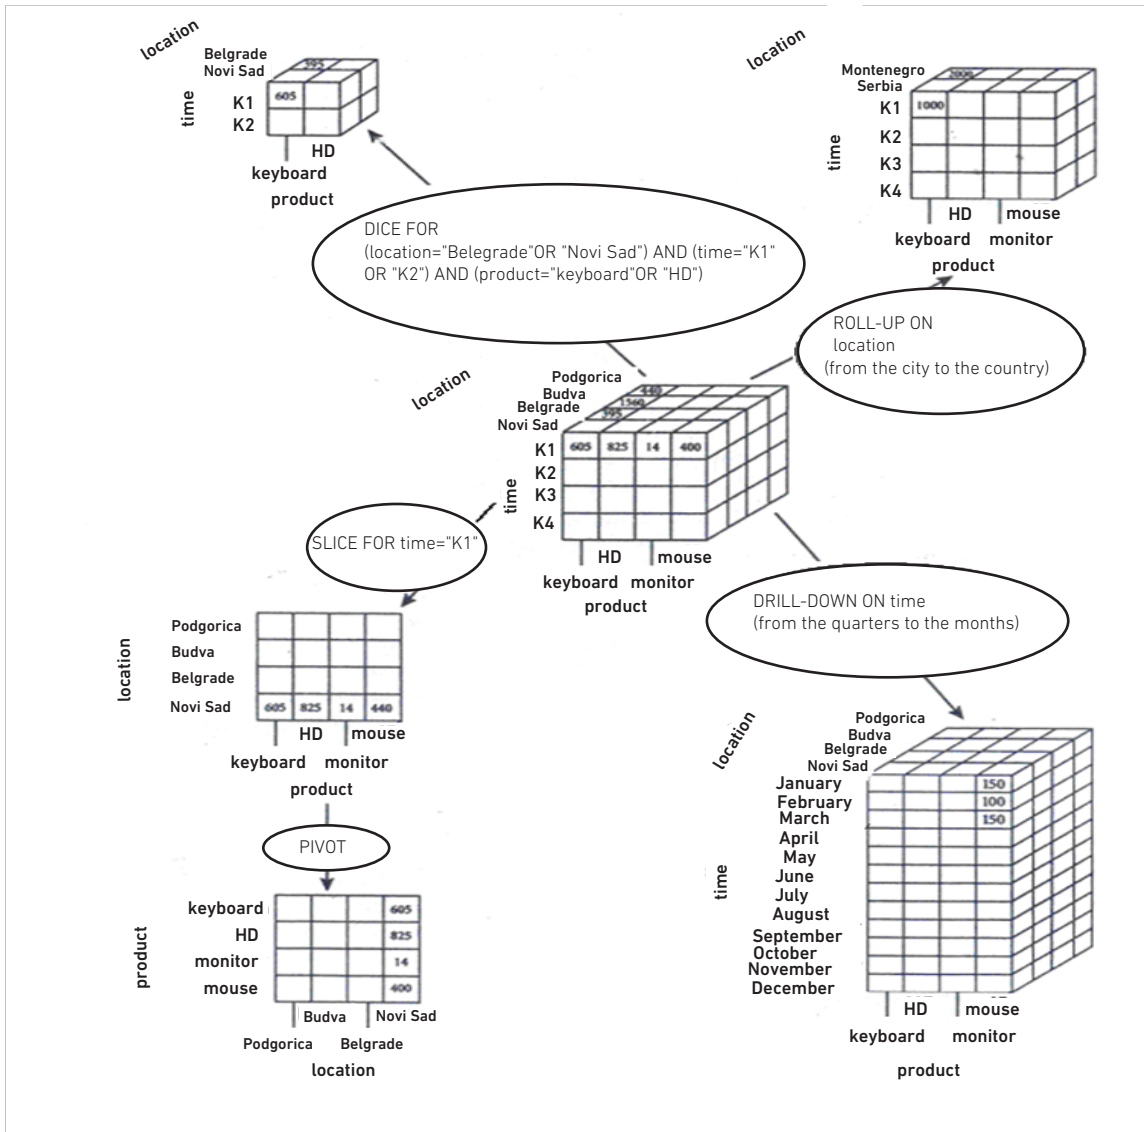 location
Belgrade
Novi Sad
395
time
K1
605
K2
HD
keyboard
product
location
Montenegro
Serbia
2000
time
K1
1000
K2
K3
K4
HD
mouse
keyboard
monitor
product
DICE FOR
(location="Belegrade"OR "Novi Sad") AND (time="K1"
OR "K2") AND (product="keyboard"OR "HD")
ROLL-UP ON
location
(from the city to the country)
location
Podgorica
440
Budva
1560
Belgrade
395
Novi Sad
time
K1
605 825 14 400
K2
K3
K4
HD
mouse
keyboard
monitor
product
SLICE FOR time="K1"
DRILL-DOWN ON time
(from the quarters to the months)
location
Podgorica
Budva
Belgrade
Novi Sad
605 825 14 440
HD
mouse
keyboard
monitor
product
PIVOT
product
keyboard
605
HD
825
monitor
14
mouse
400
Budva
Novi Sad
Podgorica
Belgrade
location
location
Podgorica
Budva
Belgrade
Novi Sad
time
January
150
February
100
March
150
April
May
June
July
August
September
October
November
December
HD
mouse
keyboard
monitor
product